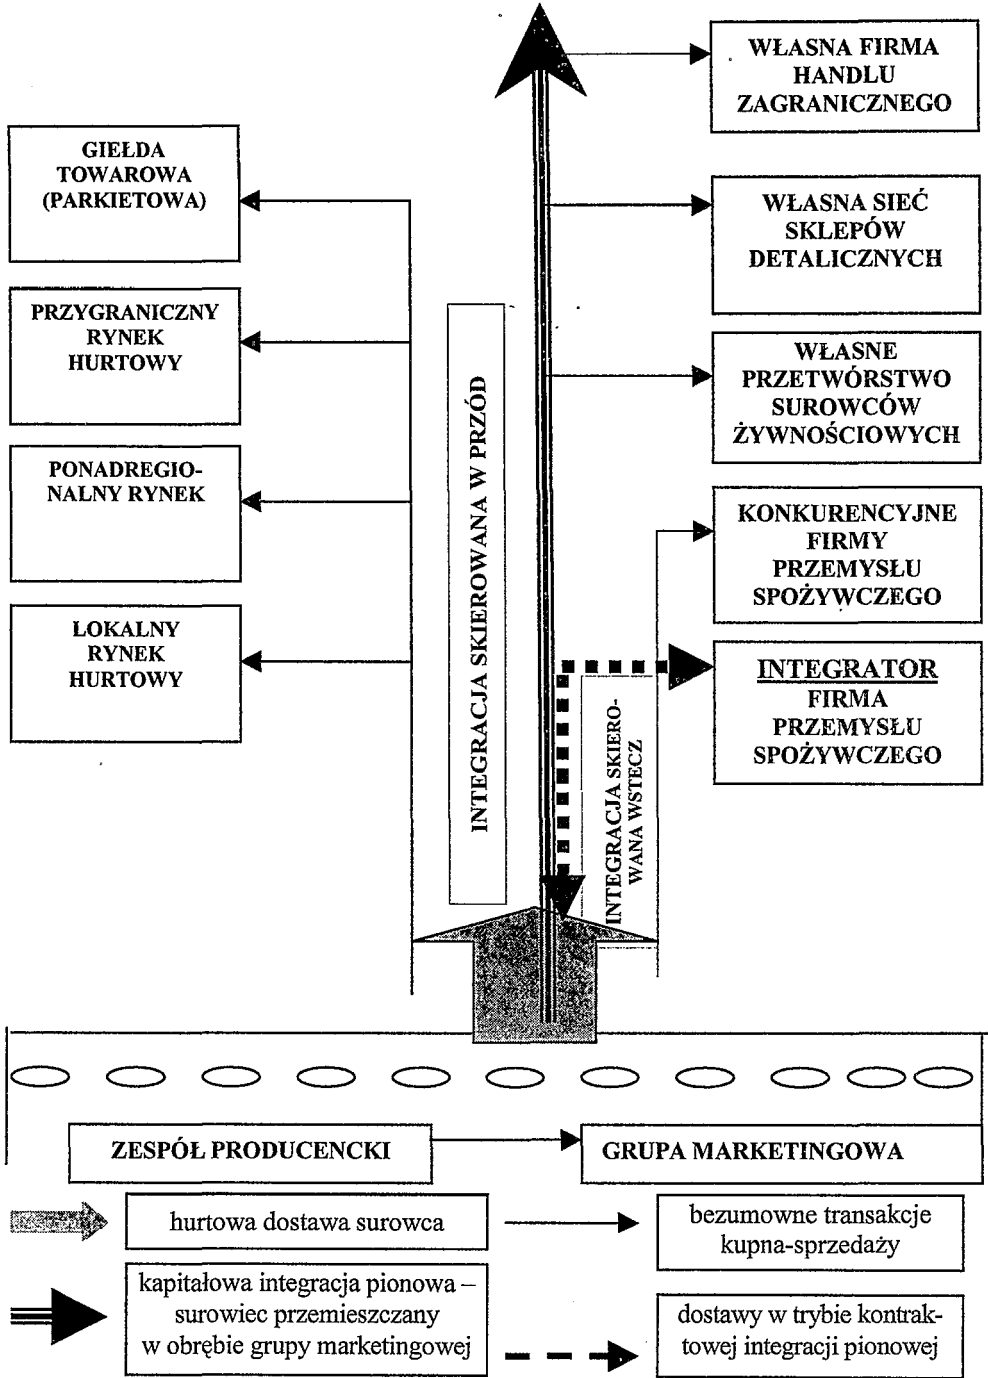 WŁASNA FIRMA
HANDLU
ZAGRANICZNEGO
GIEŁDA
TOWAROWA
(PARKIETOWA)
WŁASNA SIEĆ
SKLEPÓW
DETALICZNYCH
PRZYGRANICZNY
RYNEK
HURTOWY
WŁASNE
PRZETWÓRSTWO
SUROWCÓW
ŻYWNOŚCIOWYCH
PONADREGIO-
NALNY RYNEK
KONKURENCYJNE
FIRMY
PRZEMYSŁU
SPOŻYWCZEGO
LOKALNY
RYNEK
HURTOWY
INTEGRATOR
FIRMA
PRZEMYSŁU
SPOŻYWCZEGO
INTEGRACJA SKIEROWANA W PRZÓD
INTEGRACJA SKIERO-
WANA WSTECZ
ZESPÓŁ PRODUCENCKI
GRUPA MARKETINGOWA
hurtowa dostawa surowca
bezumowne transakcje
kupna-sprzedaży
kapitałowa integracja pionowa –
surowiec przemieszczany
w obrębie grupy marketingowej
dostawy w trybie kontrak-
towej integracji pionowej